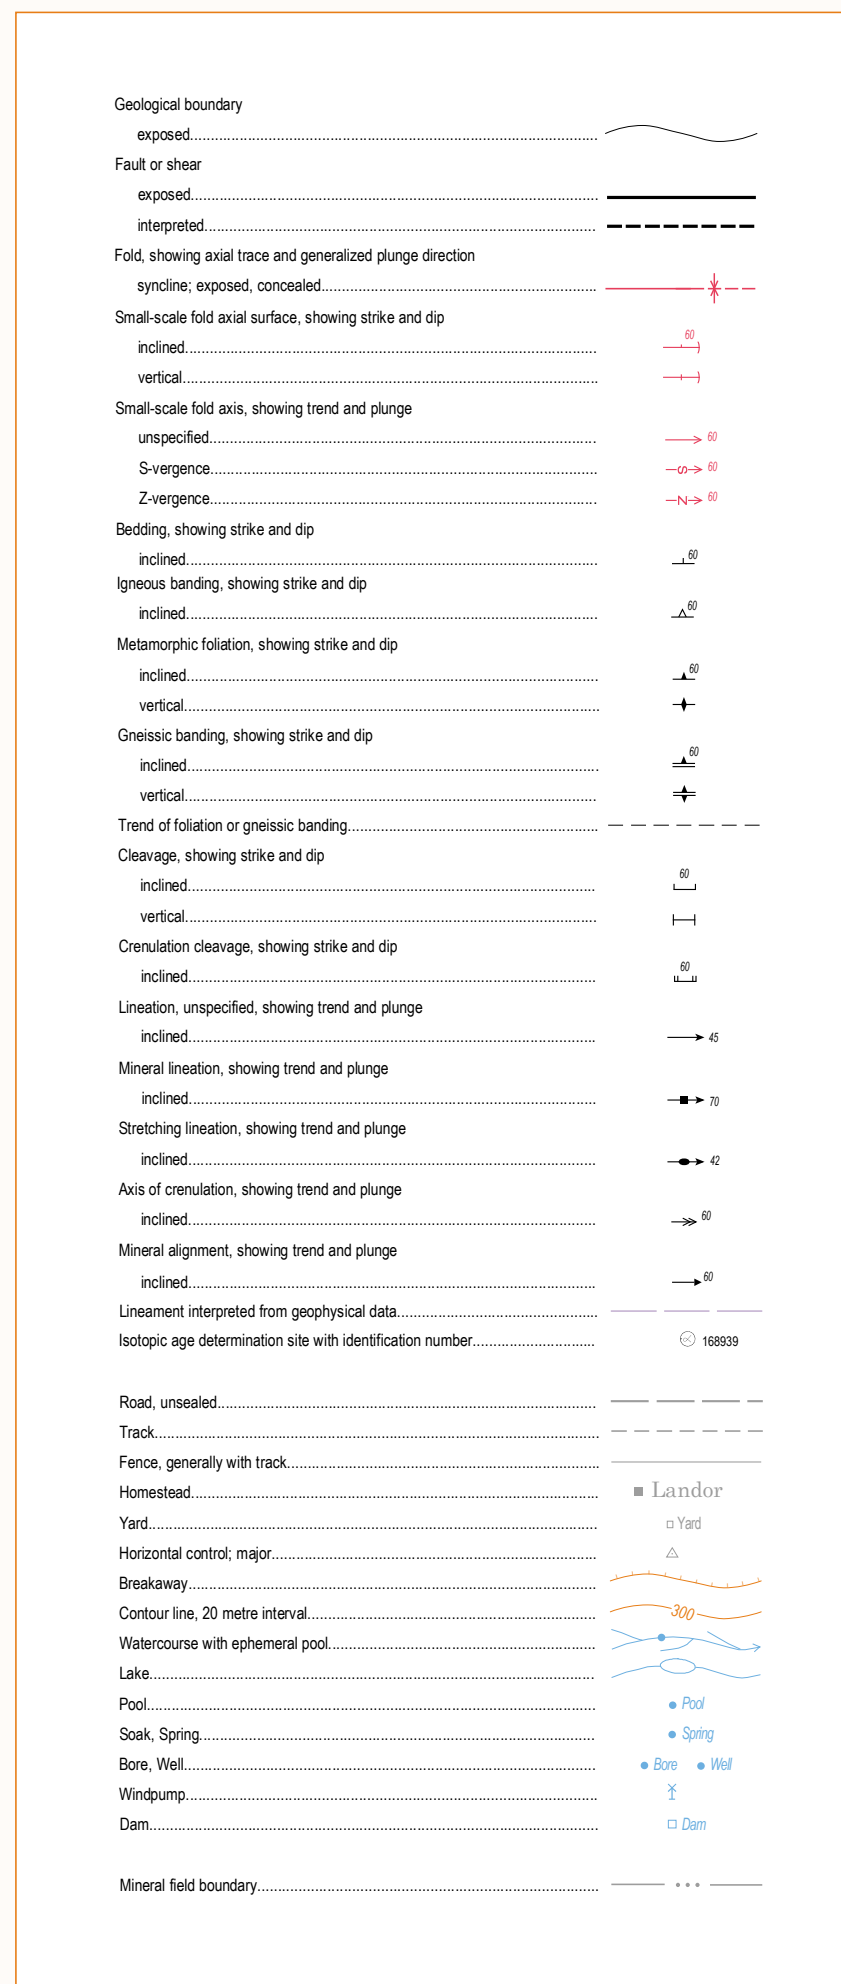 Geological boundary
exposed........ 
Fault or shear
exposed........
interpreted........
Fold, showing axial trace and generalized plunge direction
syncline; exposed, concealed........
Small-scale fold axial surface, showing strike and dip
inclined........ 60
vertical........
Small-scale fold axis, showing trend and plunge
unspecified........ 60
S-vergence........ S 60
Z-vergence........ Z 60
Bedding, showing strike and dip
inclined........ 60
Igneous banding, showing strike and dip
inclined........ 60
Metamorphic foliation, showing strike and dip
inclined........ 60
vertical........
Gneissic banding, showing strike and dip
inclined........ 60
vertical........
Trend of foliation or gneissic banding........
Cleavage, showing strike and dip
inclined........ 60
vertical........
Crenulation cleavage, showing strike and dip
inclined........ 60
Lineation, unspecified, showing trend and plunge
inclined........ 45
Mineral lineation, showing trend and plunge
inclined........ 70
Stretching lineation, showing trend and plunge
inclined........ 42
Axis of crenulation, showing trend and plunge
inclined........ 60
Mineral alignment, showing trend and plunge
inclined........ 60
Lineament interpreted from geophysical data........
Isotopic age determination site with identification number........ 168939
Road, unsealed........
Track........
Fence, generally with track........
Homestead........ Landor
Yard........ Yard
Horizontal control; major........
Breakaway........
Contour line, 20 metre interval........ 300
Watercourse with ephemeral pool........
Lake........
Pool........ Pool
Soak, Spring........ Spring
Bore, Well........ Bore Well
Windpump........
Dam........ Dam
Mineral field boundary........